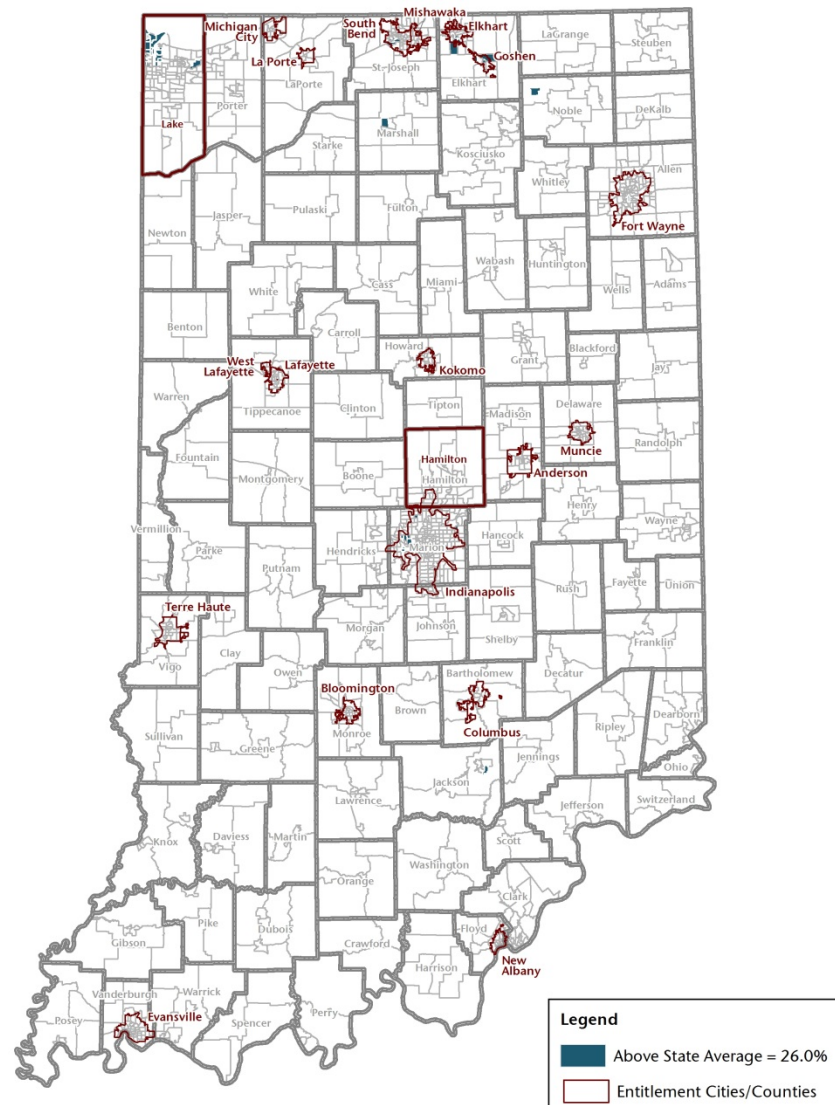 Mishawaka
Michigan
City
South
Bend
Elkhart
LaGrange
Steuben
La Porte
Goshen
St. Joseph
LaPorte
Elkhart
Porter
Lake
Noble
DeKalb
Marshall
Starke
Kosciusko
Allen
Whitley
Pulaski
Fulton
Jasper
Newton
Fort Wayne
Wabash
Huntington
Miami
Cass
White
Wells
Adams
Benton
Carroll
Howard
Grant
Blackford
West
Lafayette
Lafayette
Kokomo
Jay
Warren
Tippecanoe
Clinton
Tipton
Madison
Delaware
Muncie
Randolph
Hamilton
Hamilton
Fountain
Montgomery
Boone
Anderson
Henry
Wayne
Vermillion
Parke
Hendricks
Marion
Hancock
Putnam
Indianapolis
Rush
Fayette
Union
Terre Haute
Morgan
Johnson
Shelby
Vigo
Clay
Owen
Franklin
Bloomington
Bartholomew
Decatur
Monroe
Brown
Columbus
Dearborn
Ripley
Sullivan
Greene
Jennings
Ohio
Jackson
Lawrence
Jefferson
Switzerland
Knox
Daviess
Martin
Scott
Washington
Orange
Clark
Pike
Dubois
Gibson
Crawford
Floyd
Harrison
New
Albany
Vanderburgh
Warrick
Posey
Evansville
Spencer
Perry
Legend
Above State Average = 26.0%
Entitlement Cities/Counties